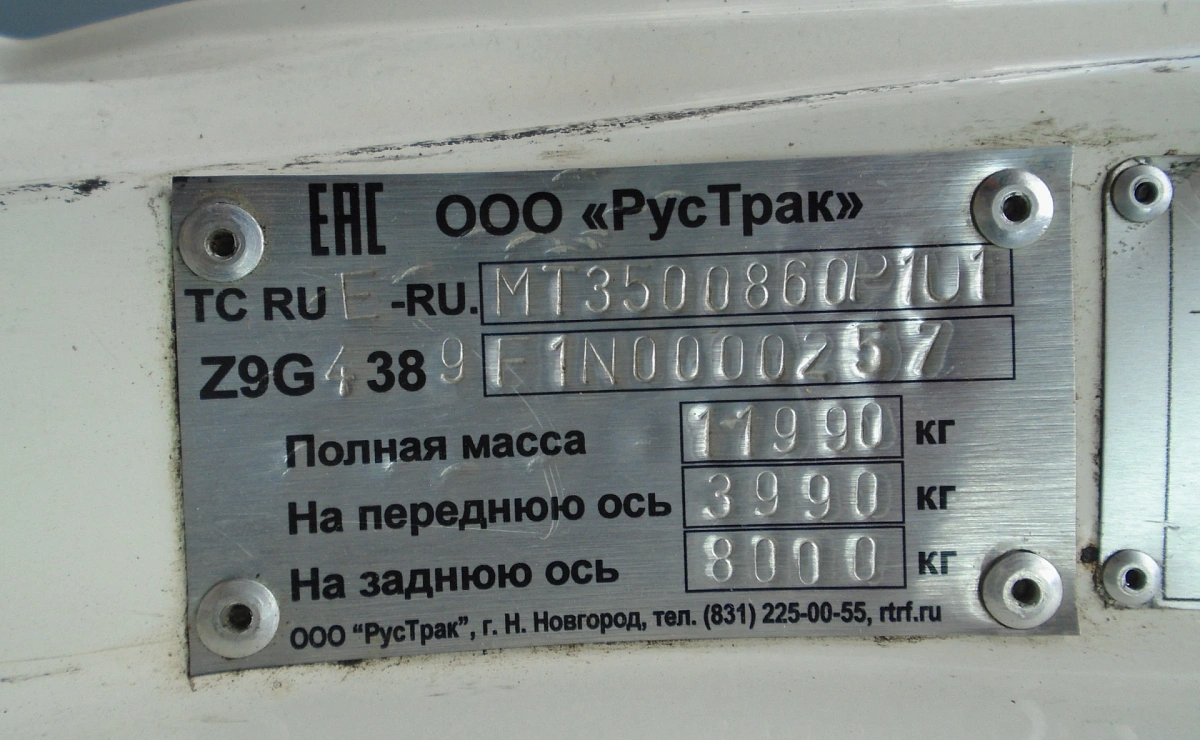 ЕАС ООО «РусТрак»
ТС RU E -RU. MT3500860P1U1
Z9G 4 38 9 F1N0000257
Полная масса 11990 кг
На переднюю ось 3990 кг
На заднюю ось 8000 кг
ООО "РусТрак", г. Н. Новгород, тел. (831) 225-00-55, rtrf.ru